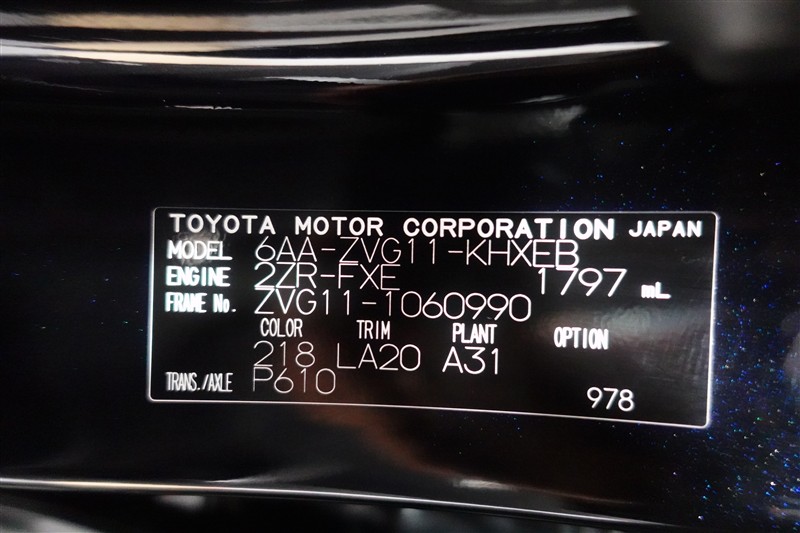 TOYOTA MOTOR CORPORATION JAPAN
MODEL 6AA-ZVG11-KHXEB
ENGINE 2ZR-FXE 1797 mL
FRAME No. ZVG11-1060990
COLOR TRIM PLANT OPTION
218 LA20 A31
TRANS./AXLE P610
978